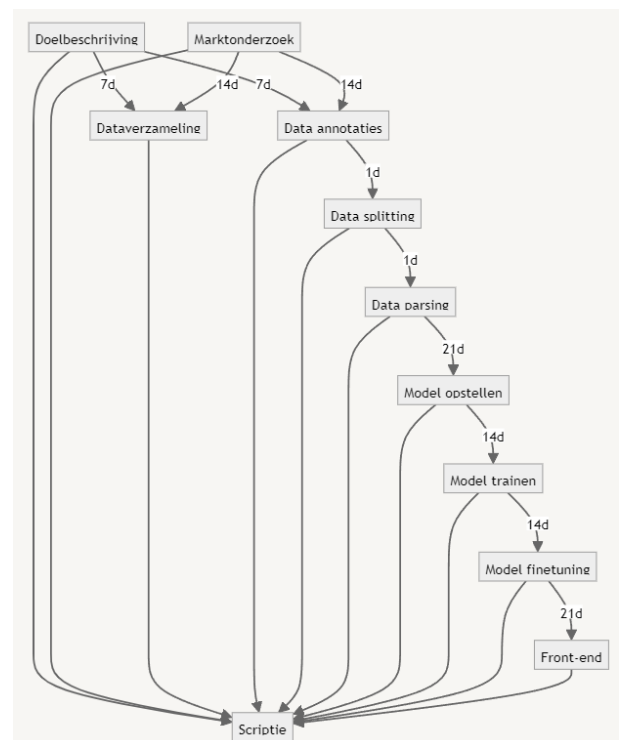 Doelbeschrijving
Marktonderzoek
7d
14d
7d
14d
Dataverzameling
Data annotaties
1d
Data splitting
1d
Data parsing
21d
Model opstellen
14d
Model trainen
14d
Model finetuning
21d
Front-end
Scriptie